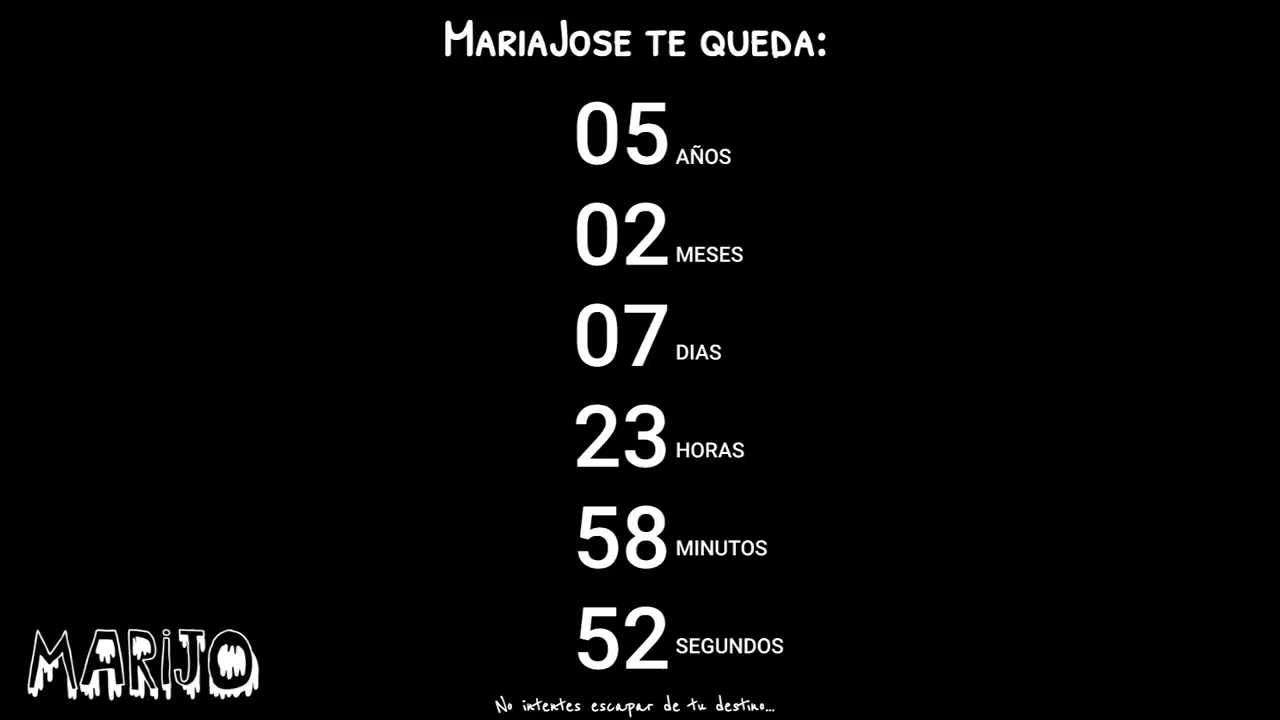 MARIAJOSE TE QUEDA:
05 AÑOS
02 MESES
07 DIAS
23 HORAS
58 MINUTOS
52 SEGUNDOS
MARIJO
No intentes escapar de tu destino...